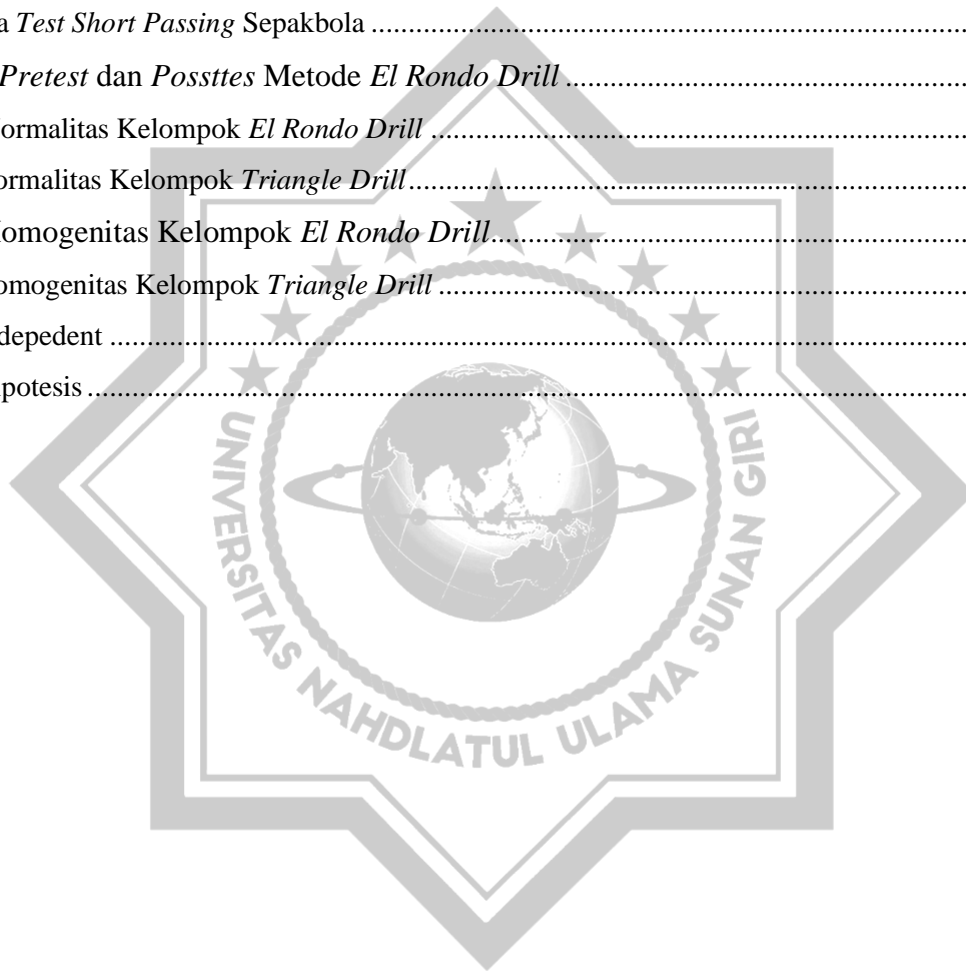 a Test Short Passing Sepakbola ........................................................................................
Pretest dan Possttes Metode El Rondo Drill ............................................................
ormalitas Kelompok El Rondo Drill ................................................................................
ormalitas Kelompok Triangle Drill ...................................................................................
omogenitas Kelompok El Rondo Drill .......................................................................
omogenitas Kelompok Triangle Drill ...............................................................................
depedent ...............................................................................................................................
ipotesis ..................................................................................................................................
UNIVERSITAS NAHDLATUL ULAMA SUNAN GIRI